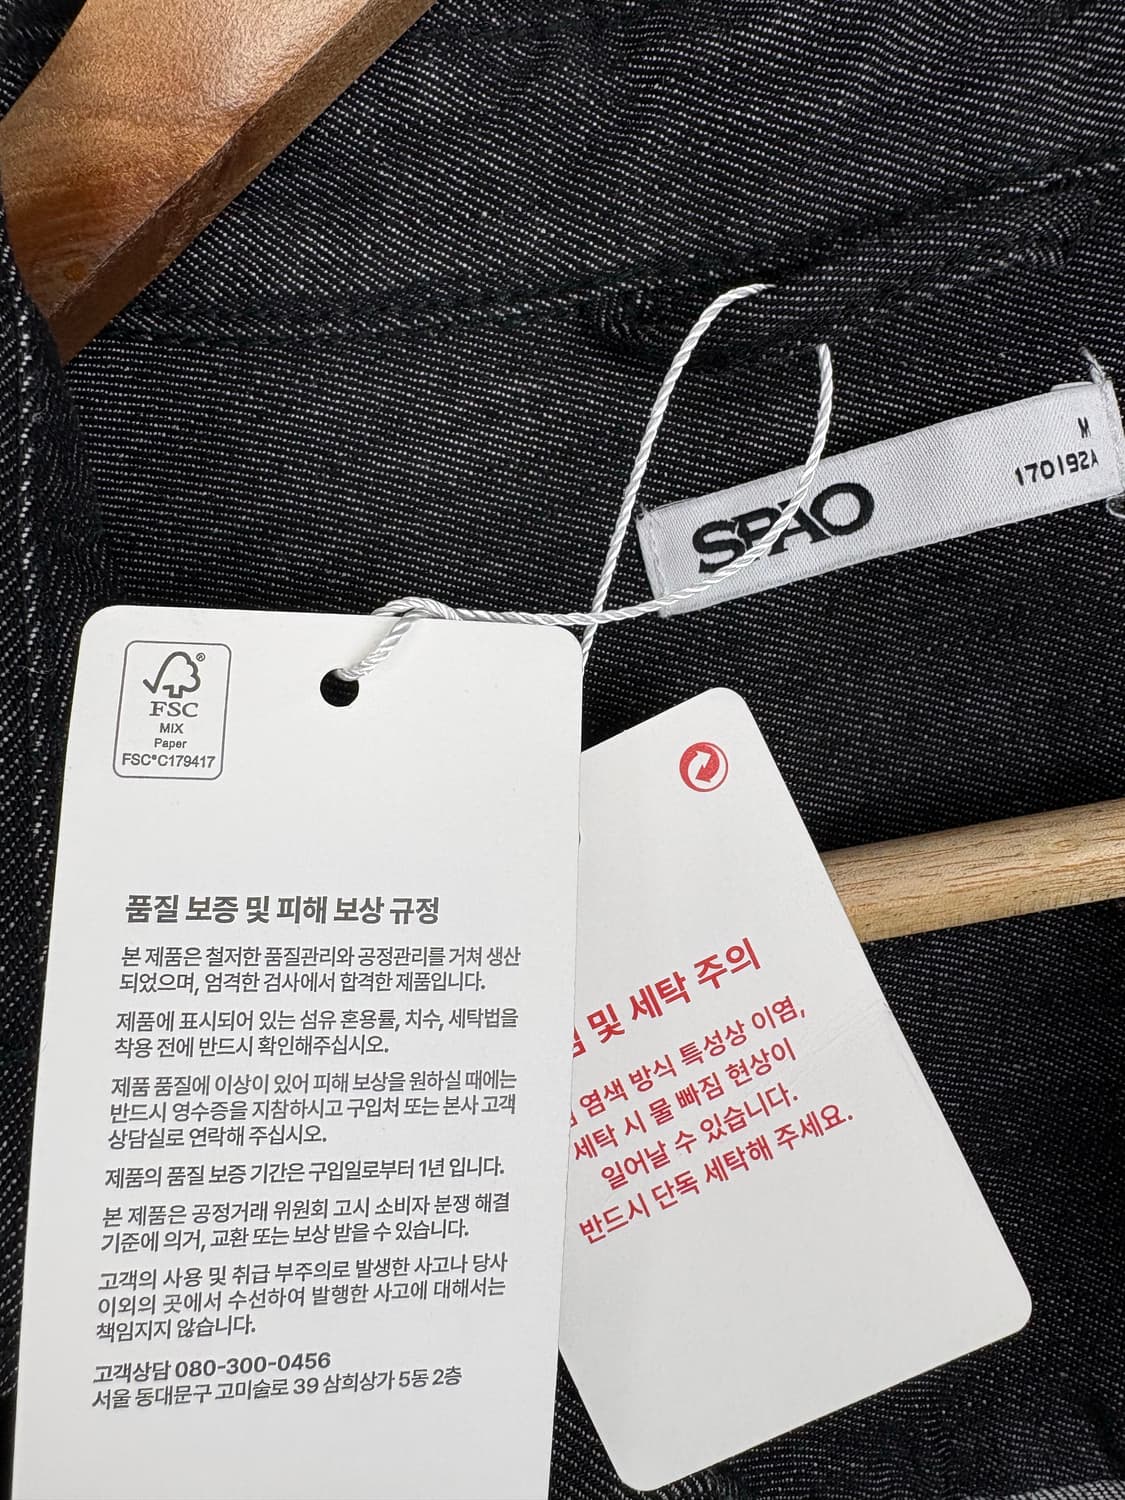 SPAO
M
170192A
FSC®
MIX
Paper
FSC®C179417
품질 보증 및 피해 보상 규정
본 제품은 철저한 품질관리와 공정관리를 거쳐 생산
되었으며, 엄격한 검사에서 합격한 제품입니다.
제품에 표시되어 있는 섬유 혼용률, 치수, 세탁법을
착용 전에 반드시 확인해주십시오.
제품 품질에 이상이 있어 피해 보상을 원하실 때에는
반드시 영수증을 지참하시고 구입처 또는 본사 고객
상담실로 연락해 주십시오.
제품의 품질 보증 기간은 구입일로부터 1년 입니다.
본 제품은 공정거래 위원회 고시 소비자 분쟁 해결
기준에 의거, 교환 또는 보상 받을 수 있습니다.
고객의 사용 및 취급 부주의로 발생한 사고나 당사
이외의 곳에서 수선하여 발행한 사고에 대해서는
책임지지 않습니다.
고객상담 080-300-0456
서울 동대문구 고미술로 39 삼희상가 5동 2층
및 세탁 주의
염색 방식 특성상 이염,
세탁 시 물 빠짐 현상이
일어날 수 있습니다.
반드시 단독 세탁해 주세요.